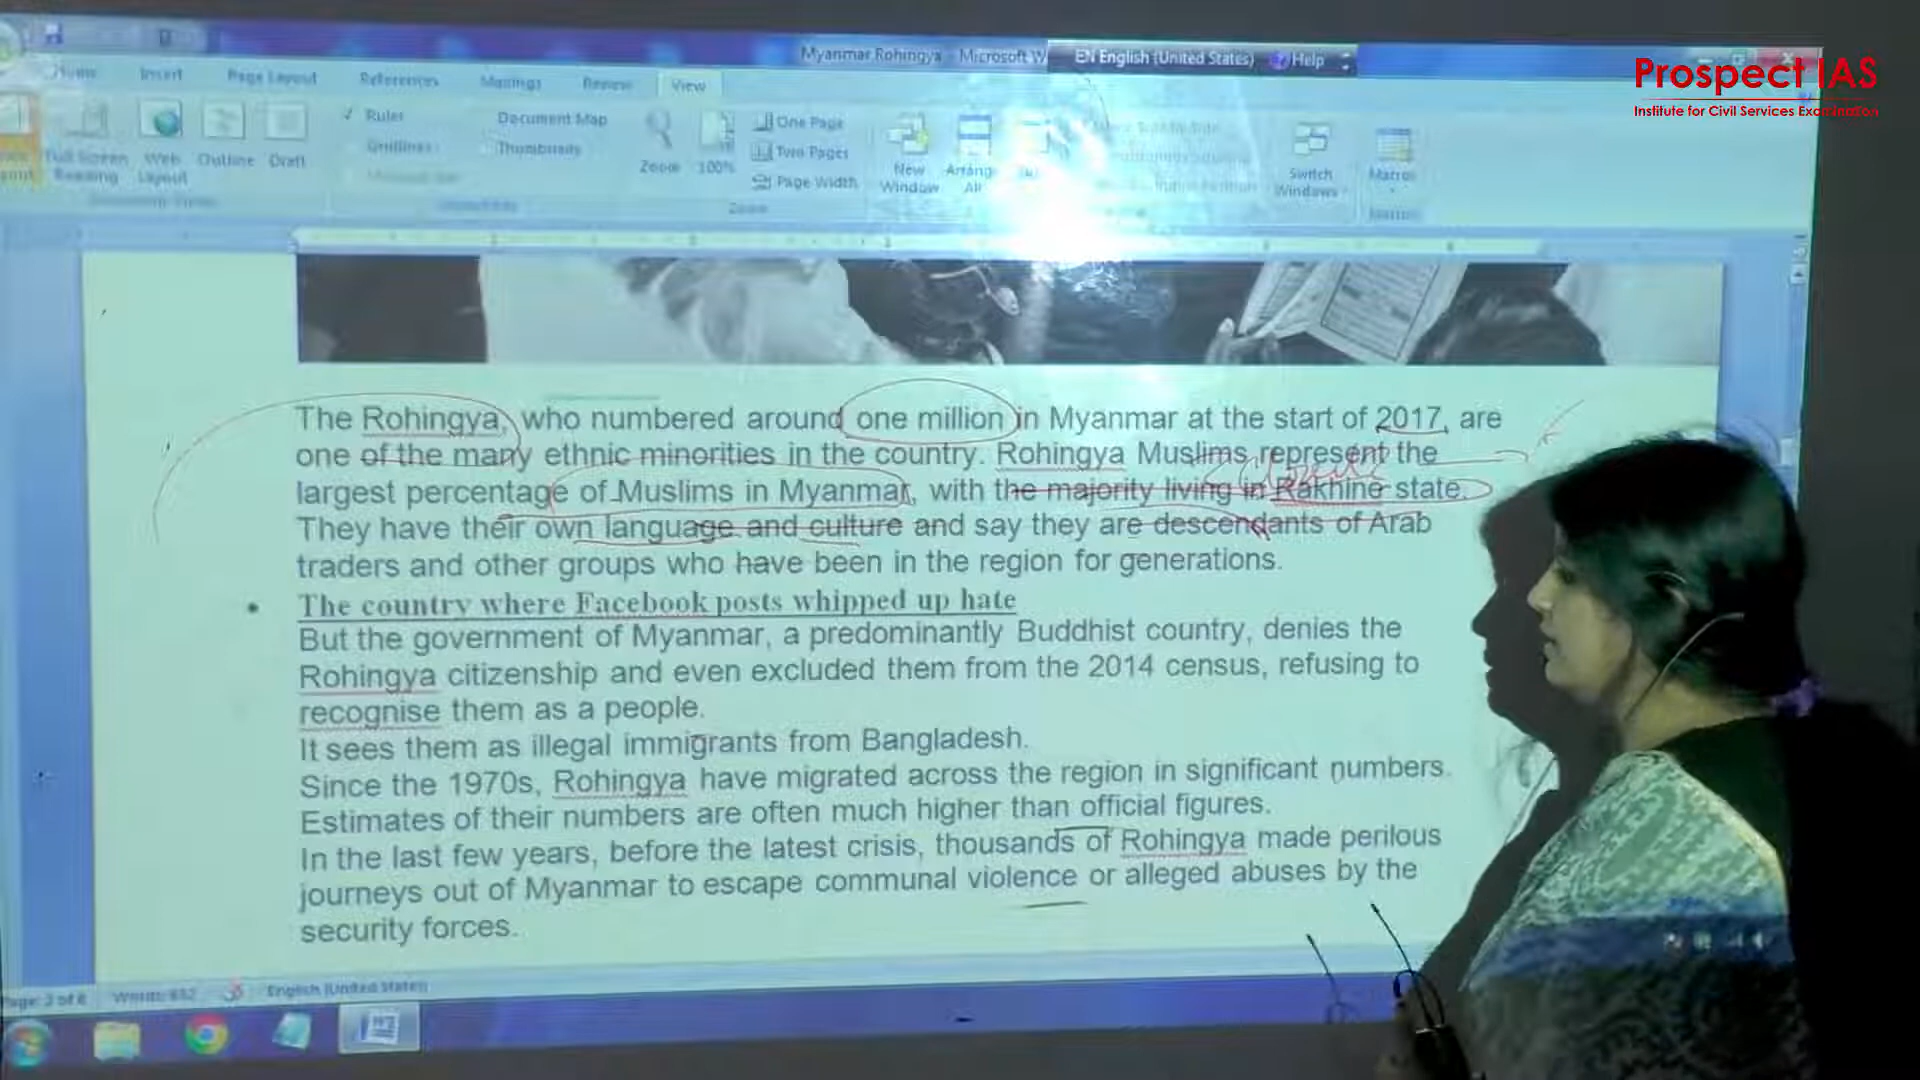 Myanmar Rohingya - Microsoft W
EN English (United States) Help
Prospect IAS
Institute for Civil Services Examination
Home Insert Page Layout References Mailings Review View
Full Screen Reading
Web Layout
Outline
Draft
Ruler
Gridlines
Document Map
Thumbnails
Zoom
100%
One Page
Two Pages
Page Width
New Window
Arrange All
Switch Windows
Macros
Zoom
Macros
The Rohingya, who numbered around one million in Myanmar at the start of 2017, are
one of the many ethnic minorities in the country. Rohingya Muslims represent the
largest percentage of Muslims in Myanmar, with the majority living in Rakhine state.
They have their own language and culture and say they are descendants of Arab
traders and other groups who have been in the region for generations.
• The country where Facebook posts whipped up hate
But the government of Myanmar, a predominantly Buddhist country, denies the
Rohingya citizenship and even excluded them from the 2014 census, refusing to
recognise them as a people.
It sees them as illegal immigrants from Bangladesh.
Since the 1970s, Rohingya have migrated across the region in significant numbers.
Estimates of their numbers are often much higher than official figures.
In the last few years, before the latest crisis, thousands of Rohingya made perilous
journeys out of Myanmar to escape communal violence or alleged abuses by the
security forces.
English (United States)